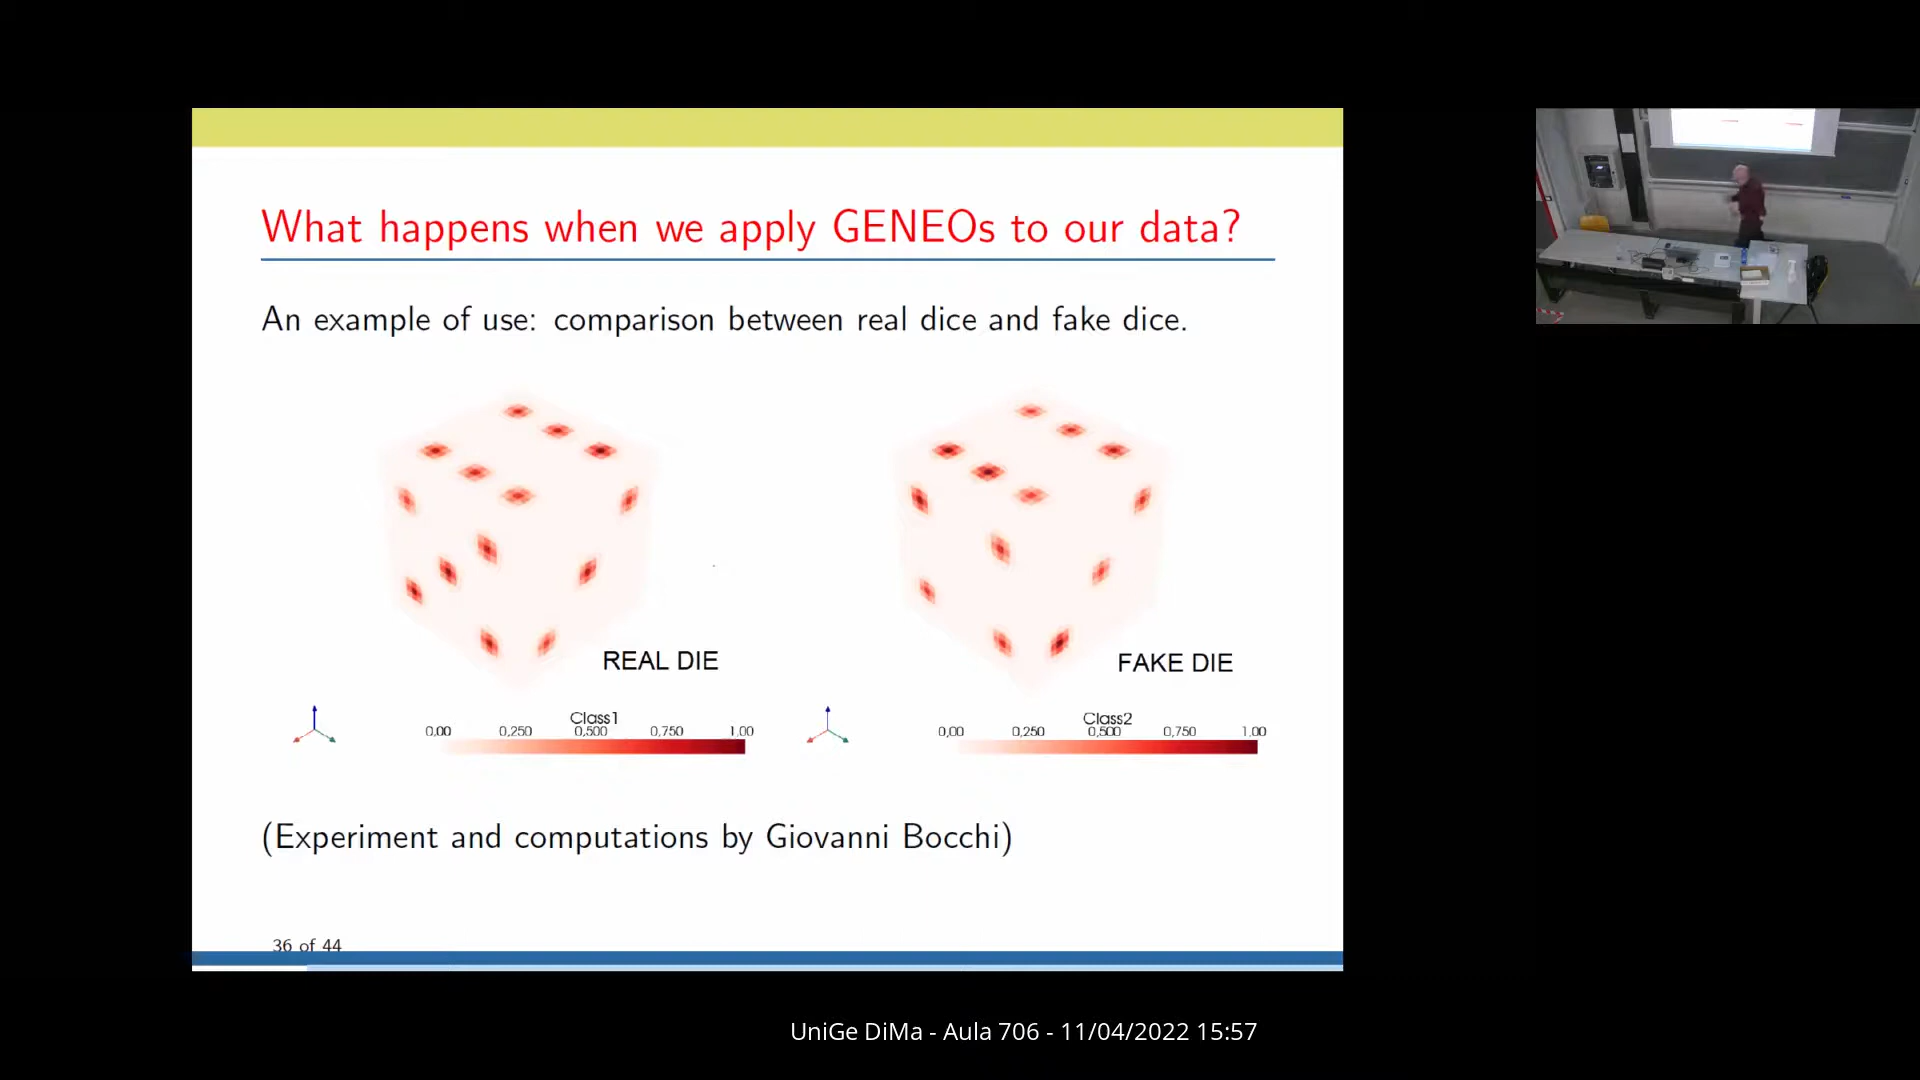 What happens when we apply GENEOs to our data?
An example of use: comparison between real dice and fake dice.
REAL DIE
FAKE DIE
Class1
0,00 0,250 0,500 0,750 1,00
Class2
0,00 0,250 0,500 0,750 1,00
(Experiment and computations by Giovanni Bocchi)
36 of 44
UniGe DiMa - Aula 706 - 11/04/2022 15:57